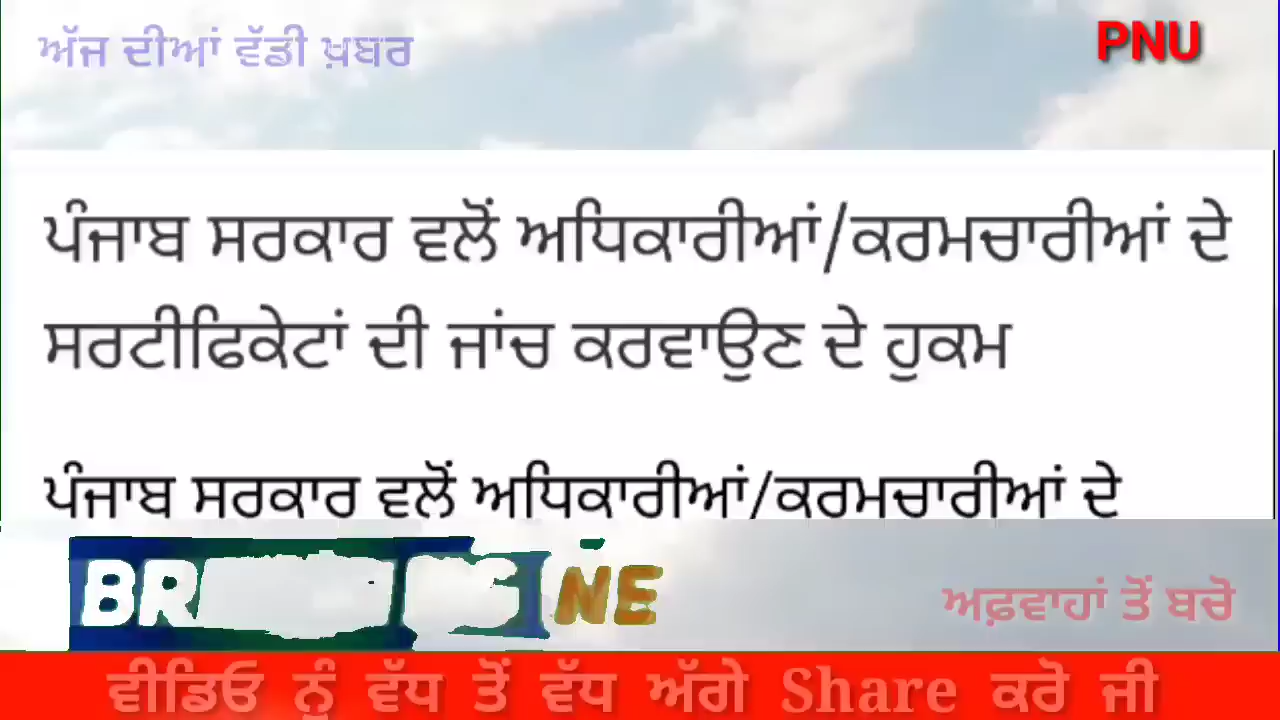 ਅੱਜ ਦੀਆਂ ਵੱਡੀ ਖ਼ਬਰ
PNU
ਪੰਜਾਬ ਸਰਕਾਰ ਵਲੋਂ ਅਧਿਕਾਰੀਆਂ/ਕਰਮਚਾਰੀਆਂ ਦੇ
ਸਰਟੀਫਿਕੇਟਾਂ ਦੀ ਜਾਂਚ ਕਰਵਾਉਣ ਦੇ ਹੁਕਮ
ਪੰਜਾਬ ਸਰਕਾਰ ਵਲੋਂ ਅਧਿਕਾਰੀਆਂ/ਕਰਮਚਾਰੀਆਂ ਦੇ
ਅਫ਼ਵਾਹਾਂ ਤੋਂ ਬਚੋ
ਵੀਡਿਓ ਨੂੰ ਵੱਧ ਤੋਂ ਵੱਧ ਅੱਗੇ Share ਕਰੋ ਜੀ